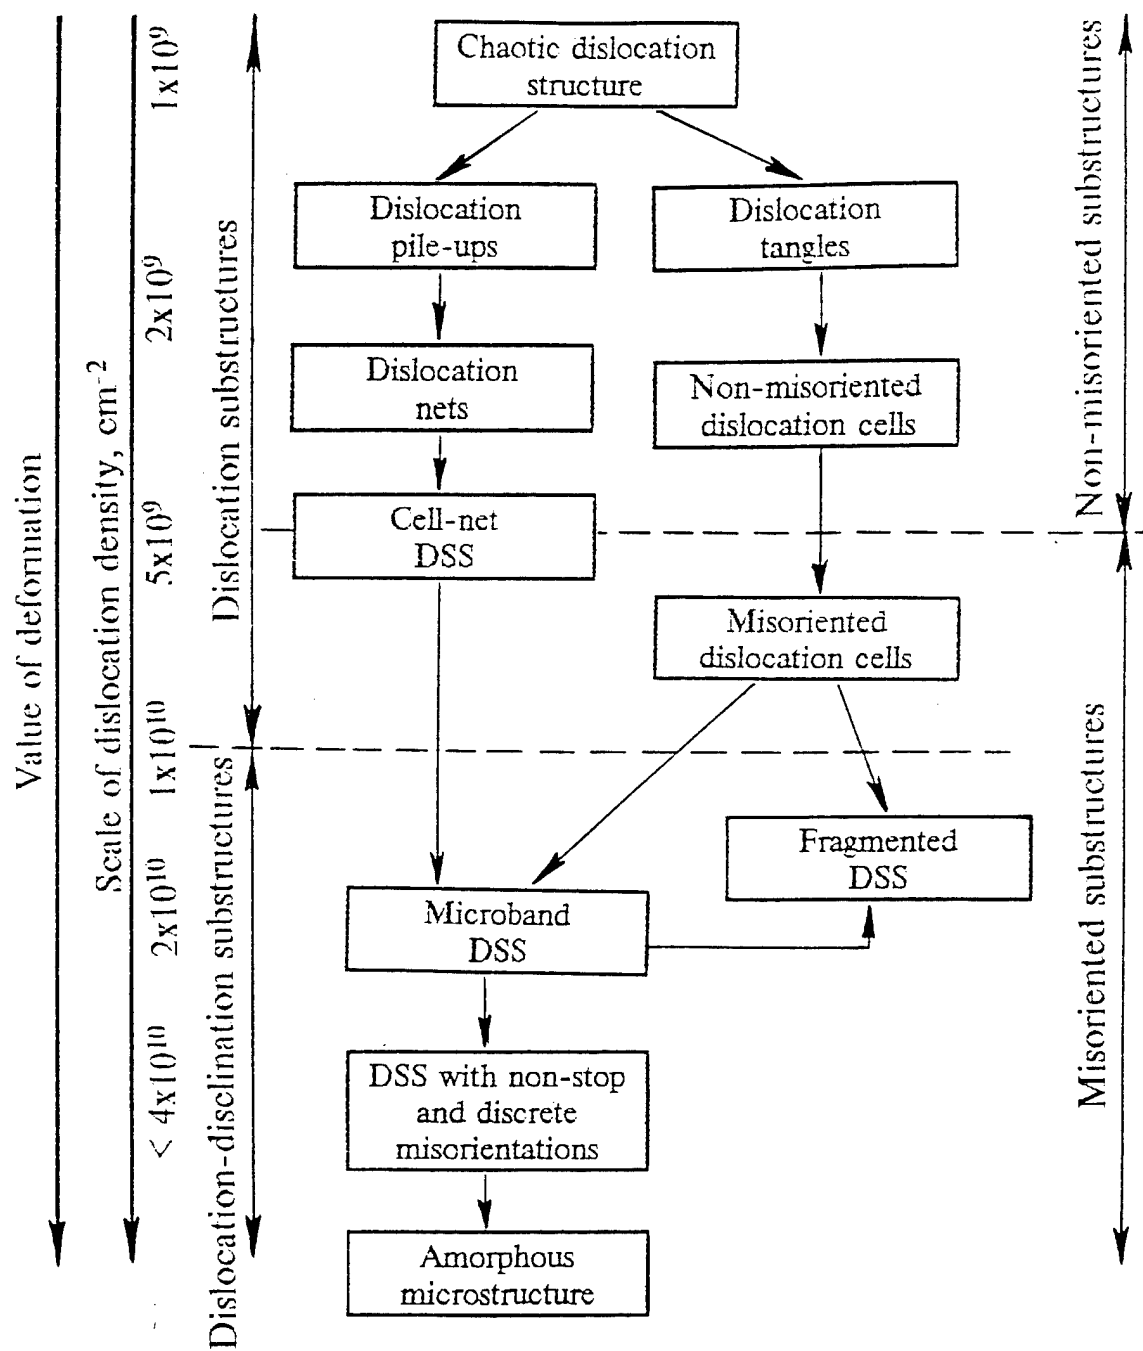 Value of deformation
Scale of dislocation density, cm⁻²
1x10⁹
2x10⁹
5x10⁹
1x10¹⁰
2x10¹⁰
< 4x10¹⁰
Dislocation substructures
Dislocation-disclination substructures
Chaotic dislocation
structure
Dislocation
pile-ups
Dislocation
tangles
Dislocation
nets
Non-misoriented
dislocation cells
Cell-net
DSS
Misoriented
dislocation cells
Fragmented
DSS
Microband
DSS
DSS with non-stop
and discrete
misorientations
Amorphous
microstructure
Non-misoriented substructures
Misoriented substructures